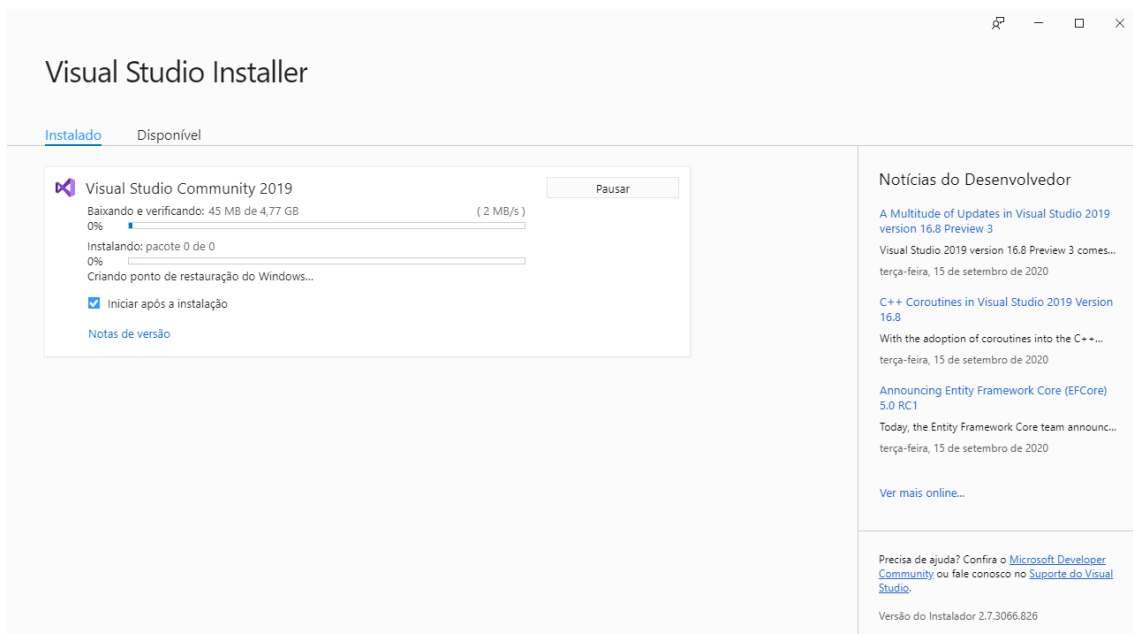 Visual Studio Installer
Instalado
Disponível
Visual Studio Community 2019
Pausar
Baixando e verificando: 45 MB de 4,77 GB
( 2 MB/s )
0%
Instalando: pacote 0 de 0
0%
Criando ponto de restauração do Windows...
Iniciar após a instalação
Notas de versão
Notícias do Desenvolvedor
A Multitude of Updates in Visual Studio 2019
version 16.8 Preview 3
Visual Studio 2019 version 16.8 Preview 3 comes...
terça-feira, 15 de setembro de 2020
C++ Coroutines in Visual Studio 2019 Version
16.8
With the adoption of coroutines into the C++...
terça-feira, 15 de setembro de 2020
Announcing Entity Framework Core (EFCore)
5.0 RC1
Today, the Entity Framework Core team announc...
terça-feira, 15 de setembro de 2020
Ver mais online...
Precisa de ajuda? Confira o Microsoft Developer
Community ou fale conosco no Suporte do Visual
Studio.
Versão do Instalador 2.7.3066.826